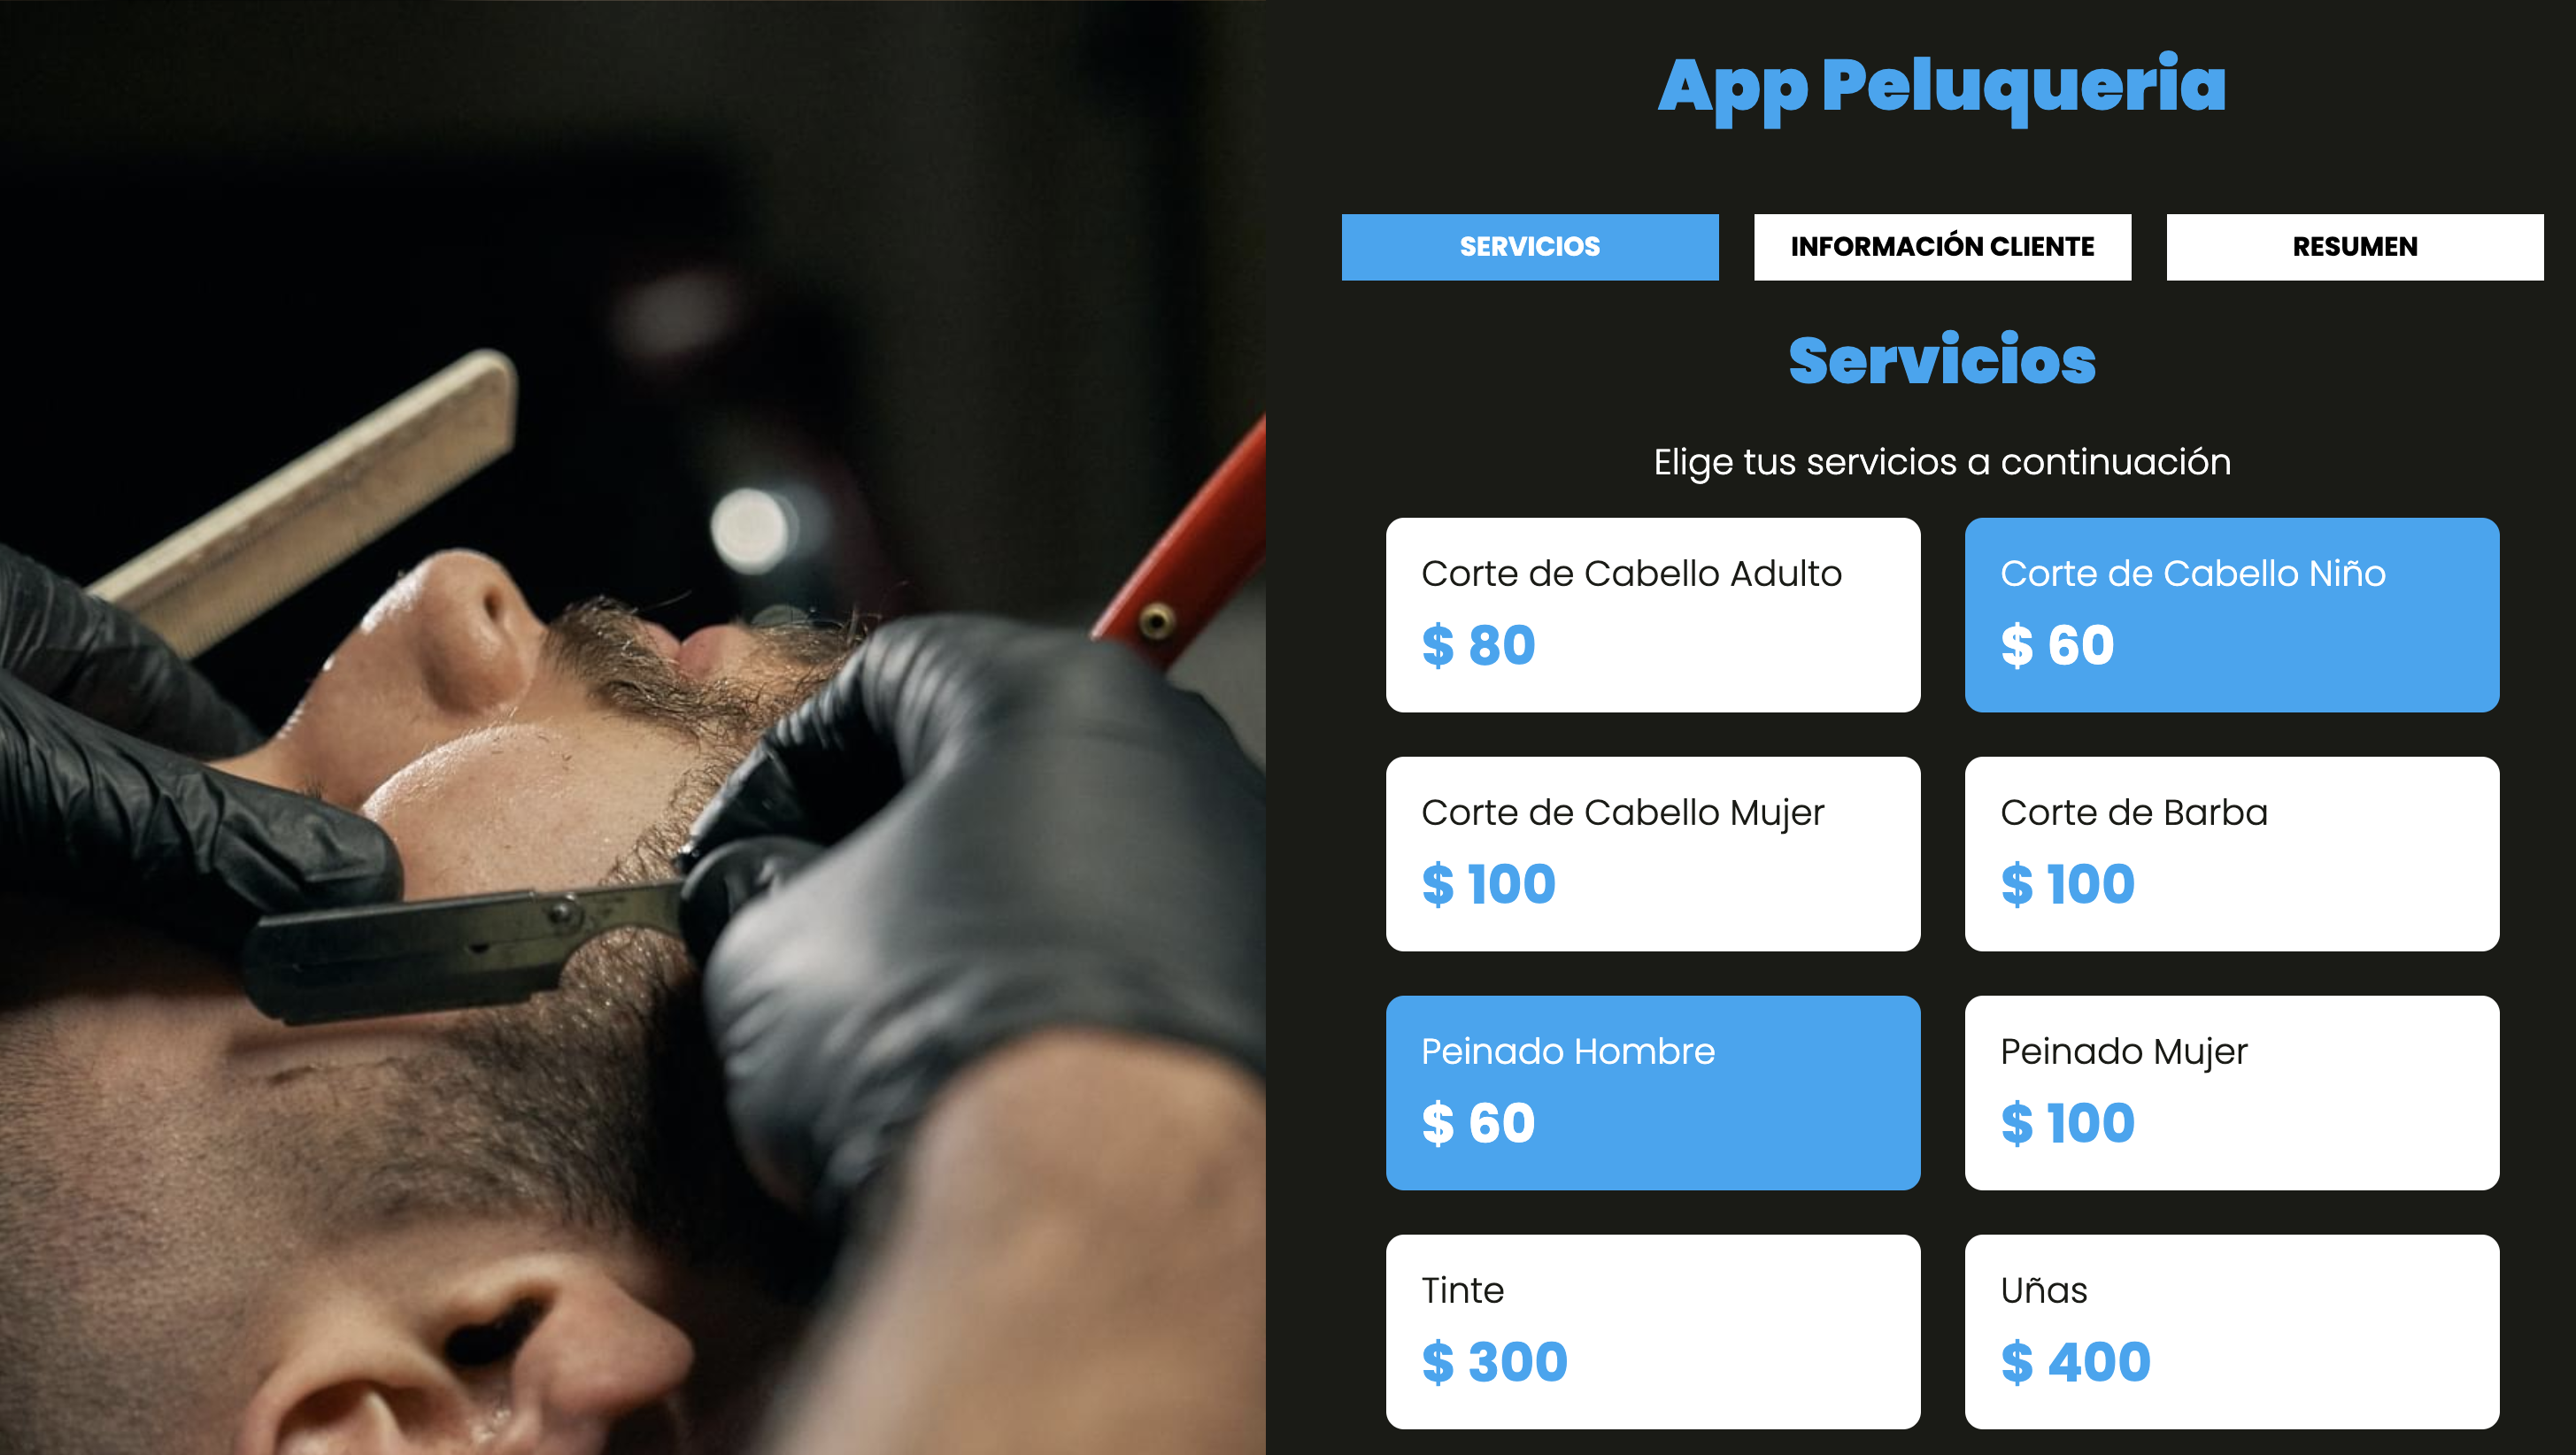 App Peluqueria
SERVICIOS
INFORMACIÓN CLIENTE
RESUMEN
Servicios
Elige tus servicios a continuación
Corte de Cabello Adulto
$ 80
Corte de Cabello Niño
$ 60
Corte de Cabello Mujer
$ 100
Corte de Barba
$ 100
Peinado Hombre
$ 60
Peinado Mujer
$ 100
Tinte
$ 300
Uñas
$ 400